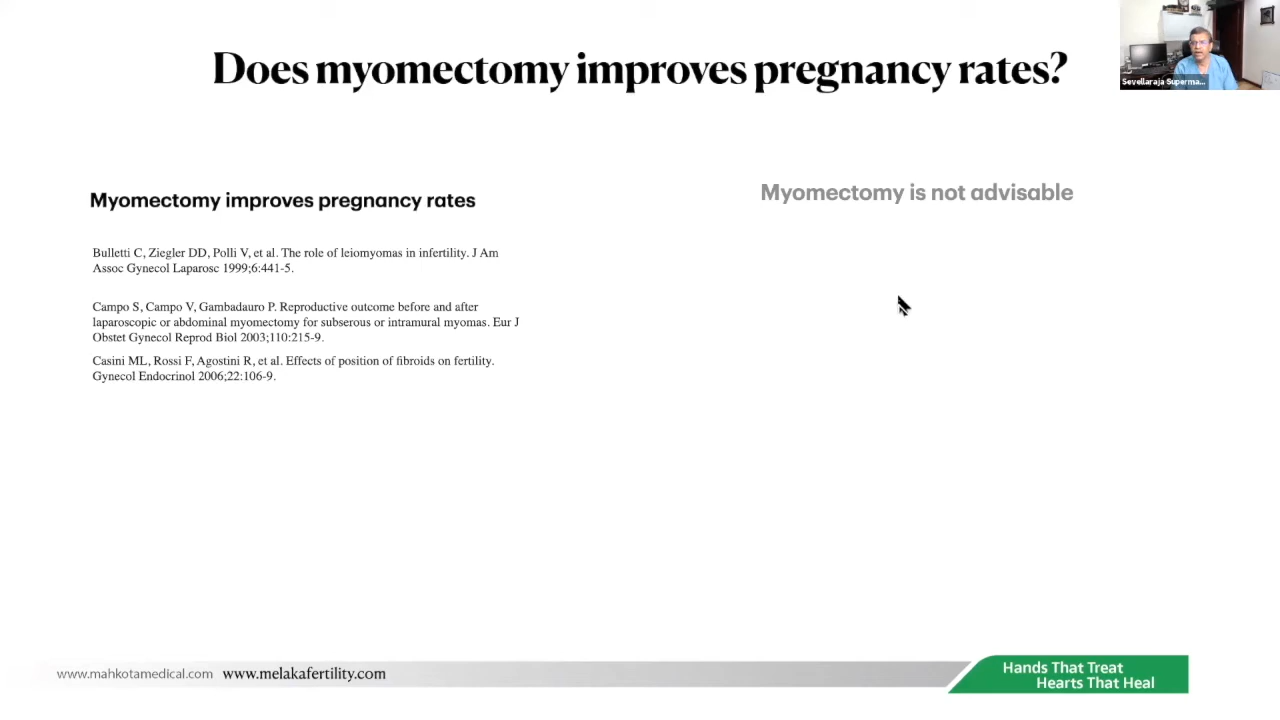 Does myomectomy improves pregnancy rates?
Sevellaraja Superma...
Myomectomy improves pregnancy rates
Bulletti C, Ziegler DD, Polli V, et al. The role of leiomyomas in infertility. J Am
Assoc Gynecol Laparosc 1999;6:441-5.
Campo S, Campo V, Gambadauro P. Reproductive outcome before and after
laparoscopic or abdominal myomectomy for subserous or intramural myomas. Eur J
Obstet Gynecol Reprod Biol 2003;110:215-9.
Casini ML, Rossi F, Agostini R, et al. Effects of position of fibroids on fertility.
Gynecol Endocrinol 2006;22:106-9.
Myomectomy is not advisable
www.mahkotamedical.com www.melakafertility.com
Hands That Treat
Hearts That Heal